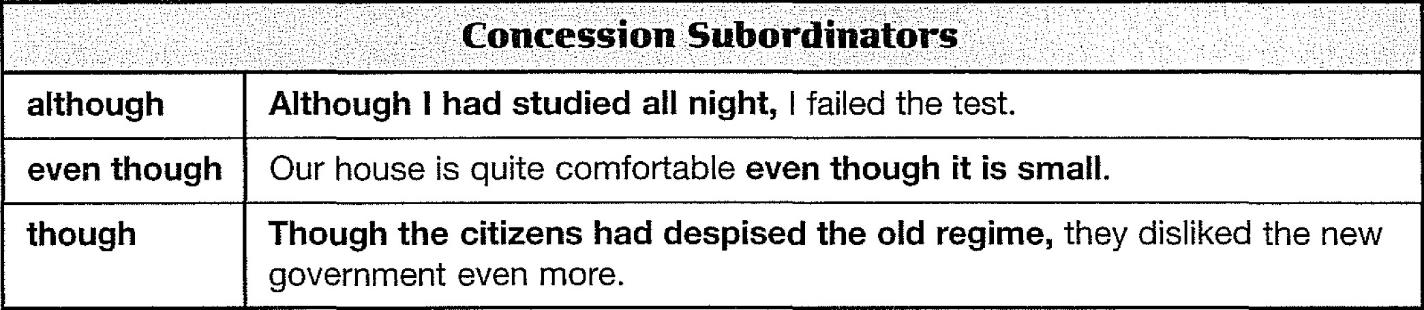 Concession Subordinators
although
Although I had studied all night, I failed the test.
even though
Our house is quite comfortable even though it is small.
though
Though the citizens had despised the old regime, they disliked the new
government even more.